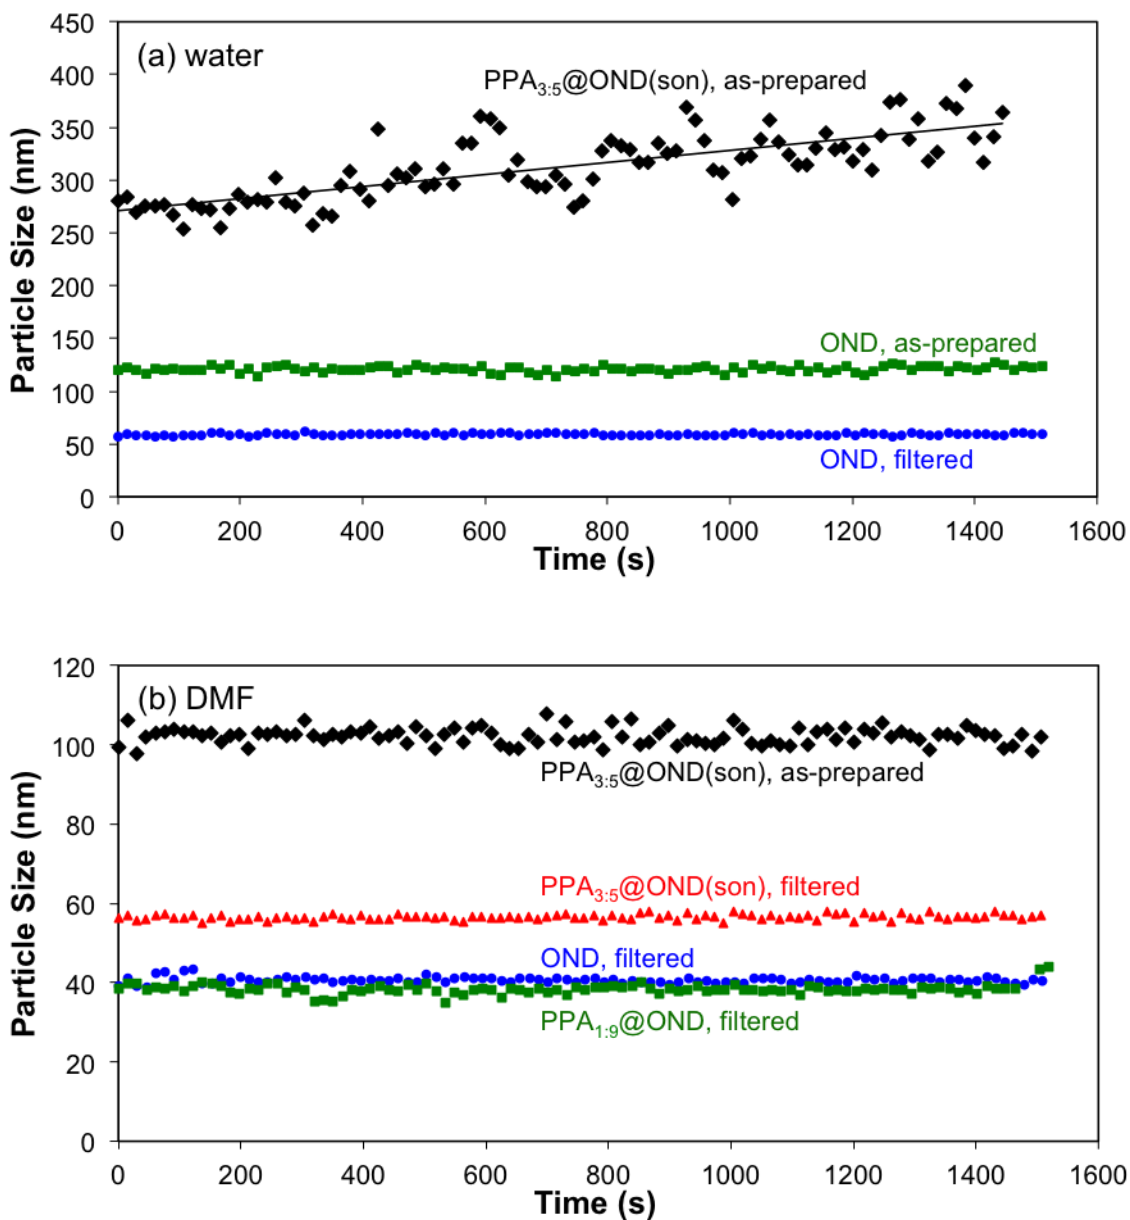 (a) water
PPA3:5@OND(son), as-prepared
OND, as-prepared
OND, filtered
Particle Size (nm)
450
400
350
300
250
200
150
100
50
0
0 200 400 600 800 1000 1200 1400 1600
Time (s)
(b) DMF
PPA3:5@OND(son), as-prepared
PPA3:5@OND(son), filtered
OND, filtered
PPA1:9@OND, filtered
Particle Size (nm)
120
100
80
60
40
20
0
0 200 400 600 800 1000 1200 1400 1600
Time (s)